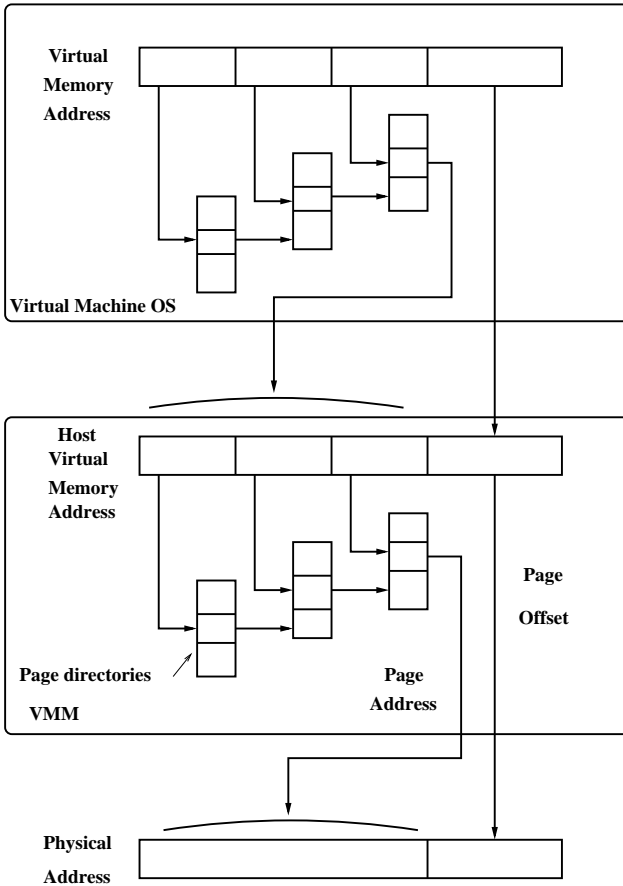 Virtual
Memory
Address
Virtual Machine OS
Host
Virtual
Memory
Address
Page
Offset
Page directories
Page
Address
VMM
Physical
Address